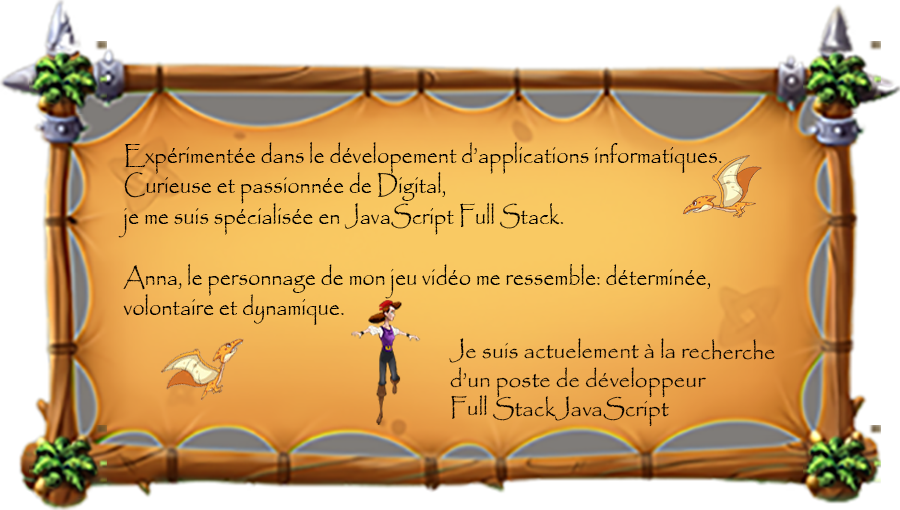 Expérimentée dans le dévelopement d'applications informatiques.
Curieuse et passionnée de Digital,
je me suis spécialisée en JavaScript Full Stack.
Anna, le personnage de mon jeu vidéo me ressemble: déterminée,
volontaire et dynamique.
Je suis actuelement à la recherche
d'un poste de développeur
Full Stack JavaScript